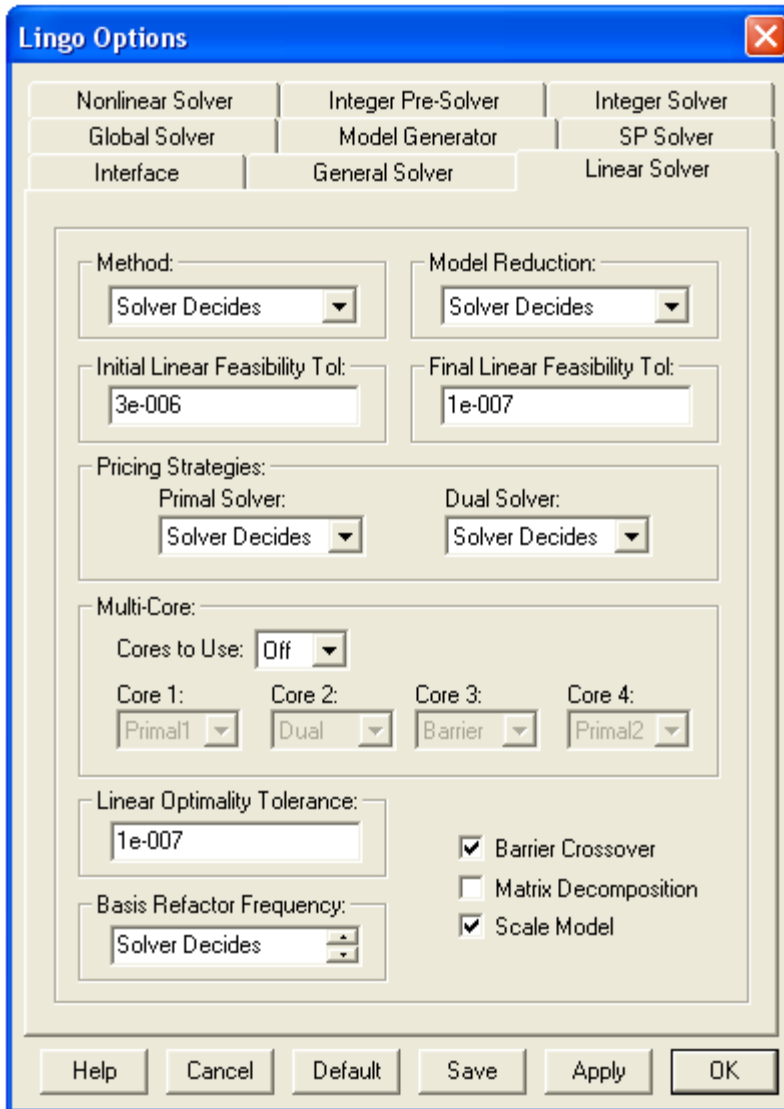 Lingo Options
Nonlinear Solver Integer Pre-Solver Integer Solver
Global Solver Model Generator SP Solver
Interface General Solver Linear Solver
Method: Model Reduction:
Solver Decides Solver Decides
Initial Linear Feasibility Tol: Final Linear Feasibility Tol:
3e-006 1e-007
Pricing Strategies:
Primal Solver: Dual Solver:
Solver Decides Solver Decides
Multi-Core:
Cores to Use: Off
Core 1: Core 2: Core 3: Core 4:
Primal1 Dual Barrier Primal2
Linear Optimality Tolerance:
1e-007
Barrier Crossover
Matrix Decomposition
Basis Refactor Frequency:
Scale Model
Solver Decides
Help Cancel Default Save Apply OK